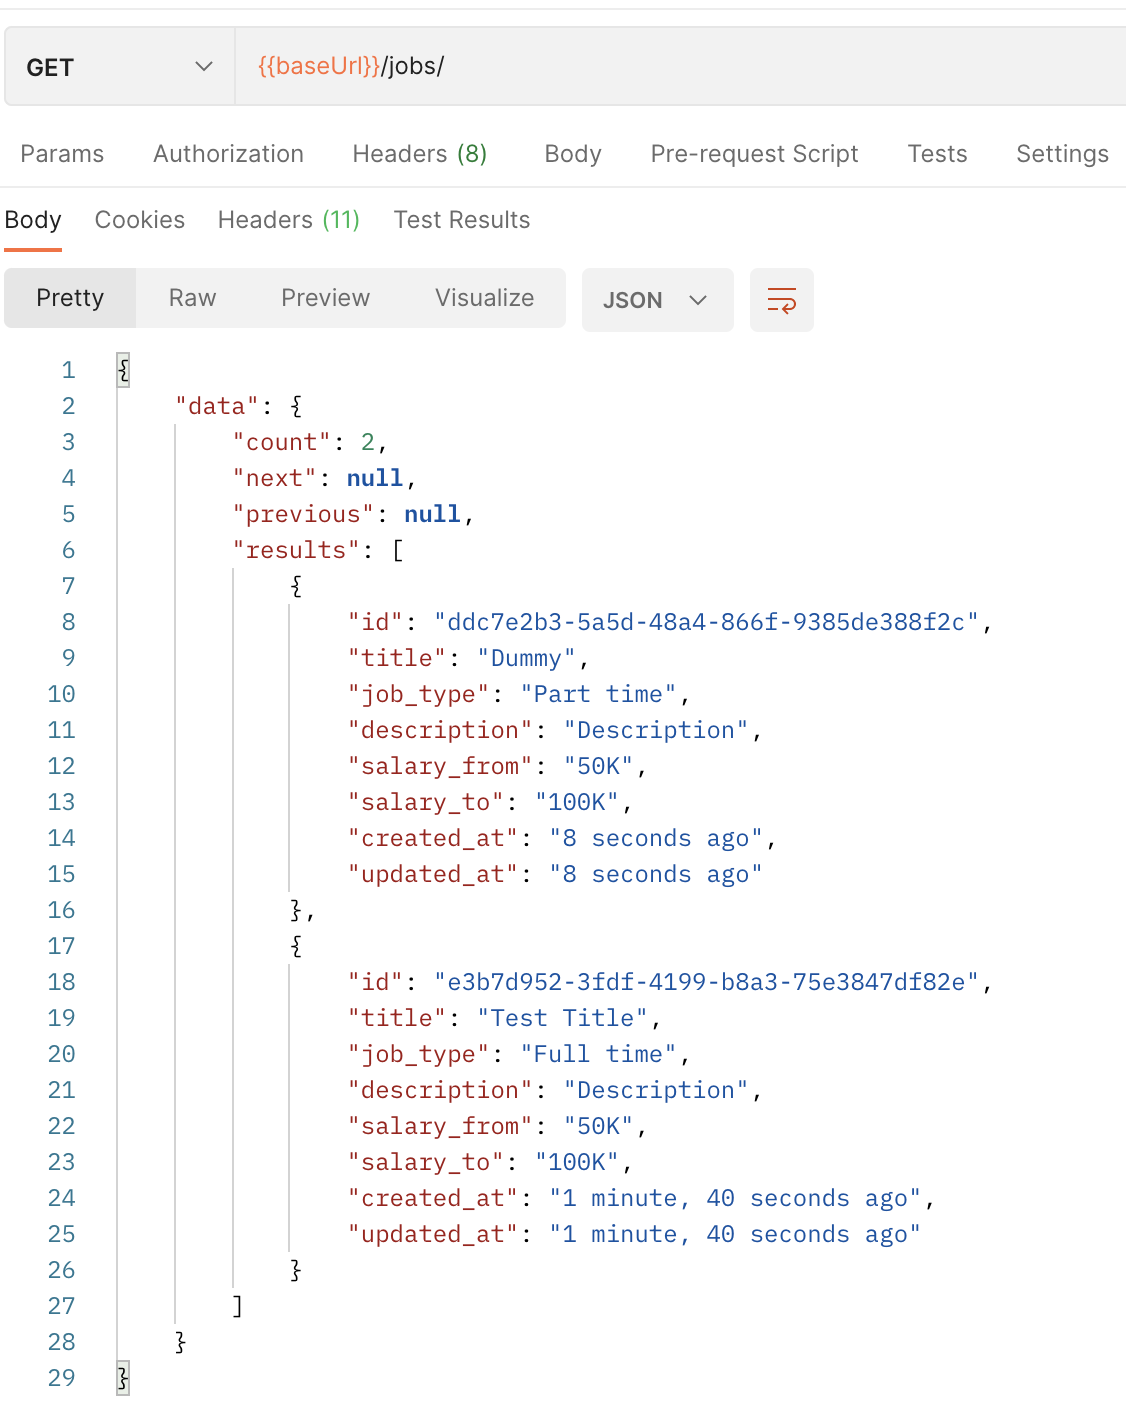 GET {{baseUrl}}/jobs/
Params Authorization Headers (8) Body Pre-request Script Tests Settings
Body Cookies Headers (11) Test Results
Pretty Raw Preview Visualize JSON
1 {
2 "data": {
3 "count": 2,
4 "next": null,
5 "previous": null,
6 "results": [
7 {
8 "id": "ddc7e2b3-5a5d-48a4-866f-9385de388f2c",
9 "title": "Dummy",
10 "job_type": "Part time",
11 "description": "Description",
12 "salary_from": "50K",
13 "salary_to": "100K",
14 "created_at": "8 seconds ago",
15 "updated_at": "8 seconds ago"
16 },
17 {
18 "id": "e3b7d952-3fdf-4199-b8a3-75e3847df82e",
19 "title": "Test Title",
20 "job_type": "Full time",
21 "description": "Description",
22 "salary_from": "50K",
23 "salary_to": "100K",
24 "created_at": "1 minute, 40 seconds ago",
25 "updated_at": "1 minute, 40 seconds ago"
26 }
27 ]
28 }
29 }